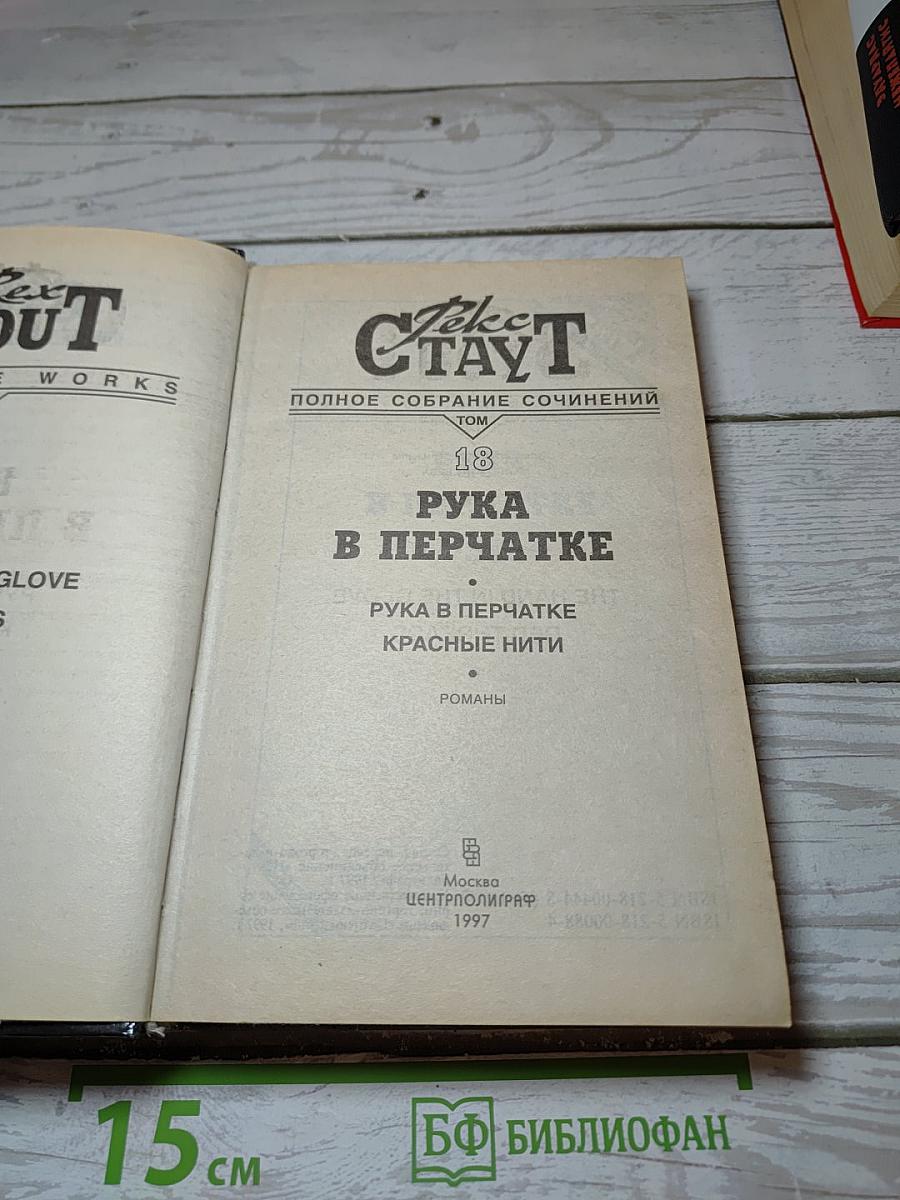 Rex
OUT
E WORKS
GLOVE
S
Рекс
СТАУТ
ПОЛНОЕ СОБРАНИЕ СОЧИНЕНИЙ
ТОМ
18
РУКА
В ПЕРЧАТКЕ
•
РУКА В ПЕРЧАТКЕ
КРАСНЫЕ НИТИ
•
РОМАНЫ
Москва
ЦЕНТРПОЛИГРАФ
1997
15 см
БФ БИБЛИОФАН